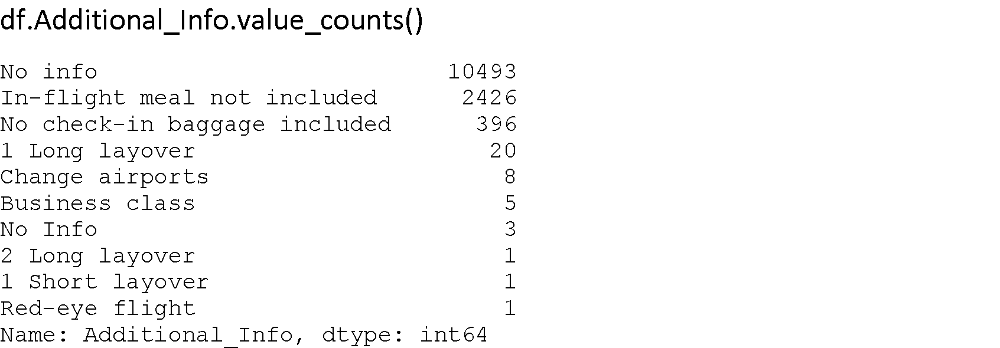 df.Additional_Info.value_counts()
No info 10493
In-flight meal not included 2426
No check-in baggage included 396
1 Long layover 20
Change airports 8
Business class 5
No Info 3
2 Long layover 1
1 Short layover 1
Red-eye flight 1
Name: Additional_Info, dtype: int64